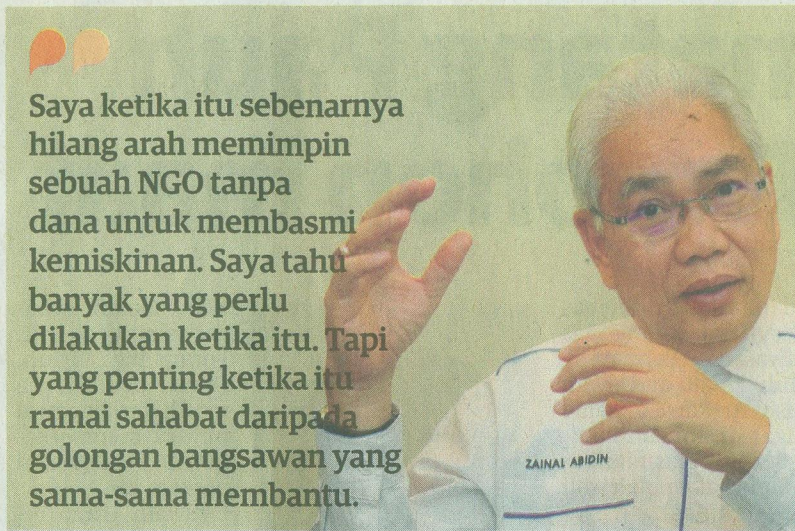 Saya ketika itu sebenarnya
hilang arah memimpin
sebuah NGO tanpa
dana untuk membasmi
kemiskinan. Saya tahu
banyak yang perlu
dilakukan ketika itu. Tapi
yang penting ketika itu
ramai sahabat daripada
golongan bangsawan yang
sama-sama membantu.
ZAINAL ABIDIN